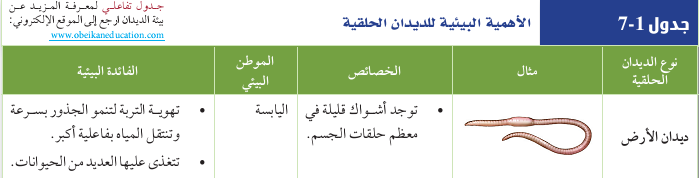 جدول 1-7
الأهمية البيئية للديدان الحلقية
جدول تفاعلي لمعرفة المزيد عن
بيئة الديدان ارجع إلى الموقع الإلكتروني:
www.obeikaneducation.com
نوع الديدان
الحلقية
مثال
الخصائص
الموطن
البيئي
الفائدة البيئية
ديدان الأرض
• توجد أشواك قليلة في
معظم حلقات الجسم.
اليابسة
• تهوية التربة لتنمو الجذور بسرعة
وتنتقل المياه بفاعلية أكبر.
• تتغذى عليها العديد من الحيوانات.